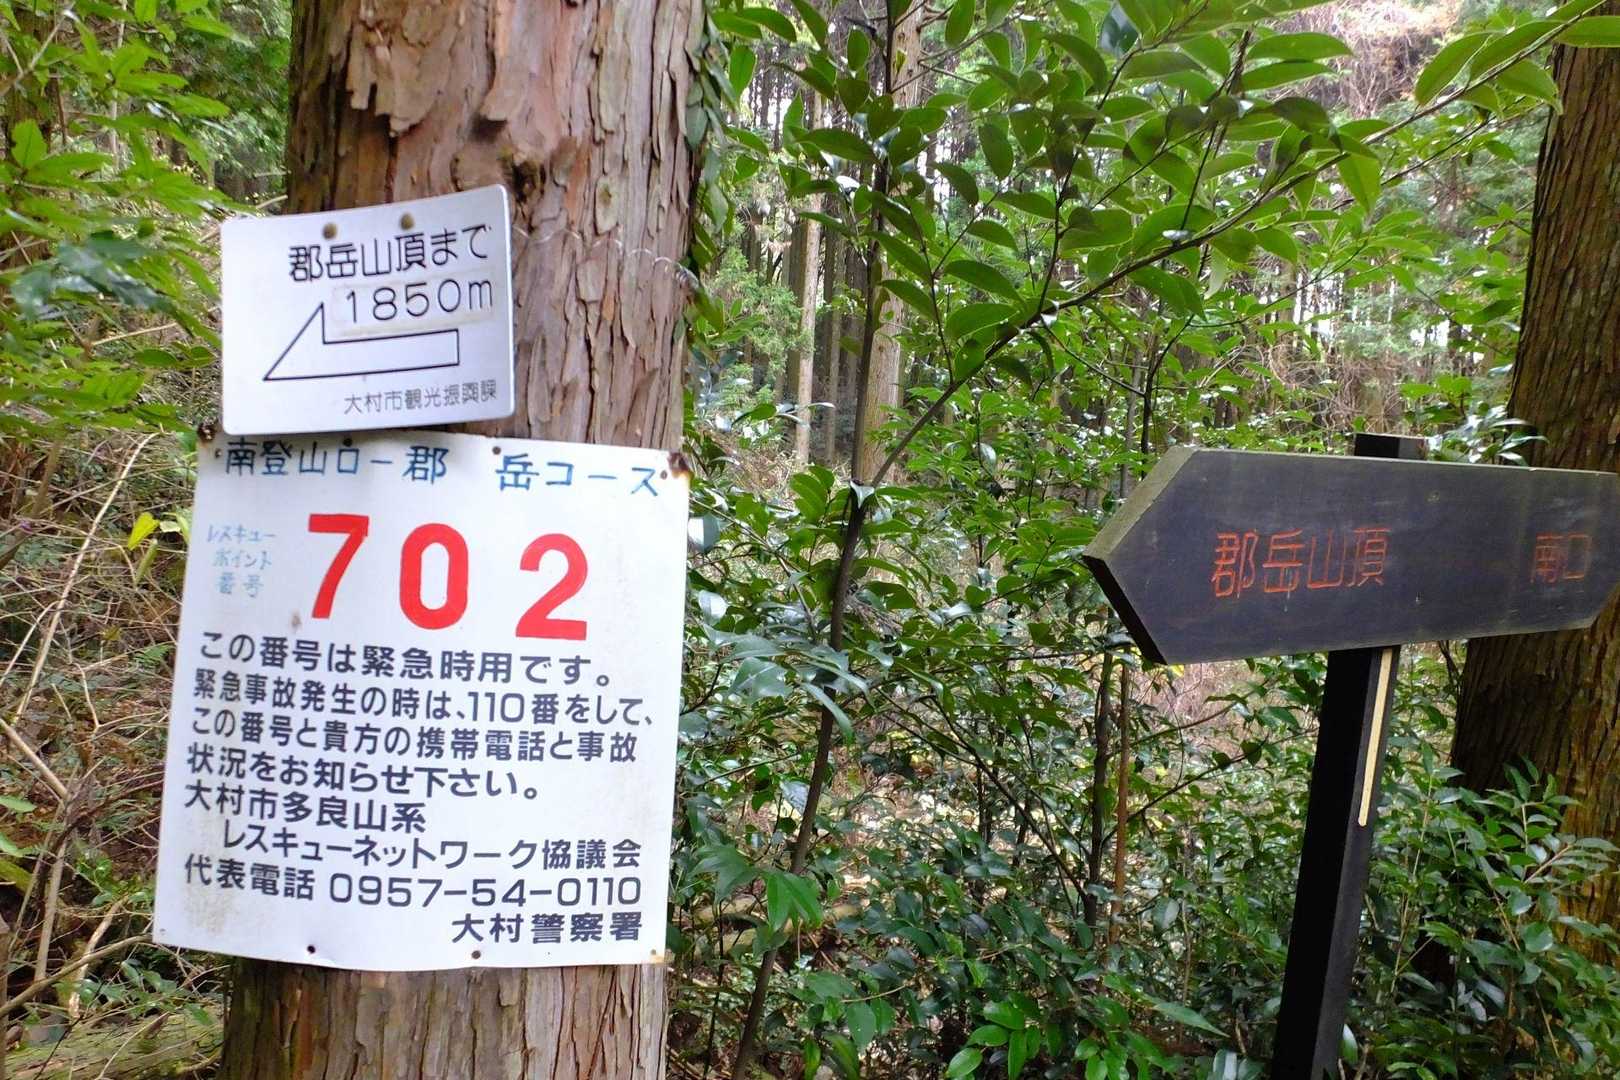 郡岳山頂まで
1850m
大村市観光振興課
南登山口ー郡　岳コース
レスキュー
ポイント
番号
702
この番号は緊急時用です。
緊急事故発生の時は、110番をして、
この番号と貴方の携帯電話と事故
状況をお知らせ下さい。
大村市多良山系
レスキューネットワーク協議会
代表電話 0957-54-0110
大村警察署
郡岳山頂　南口